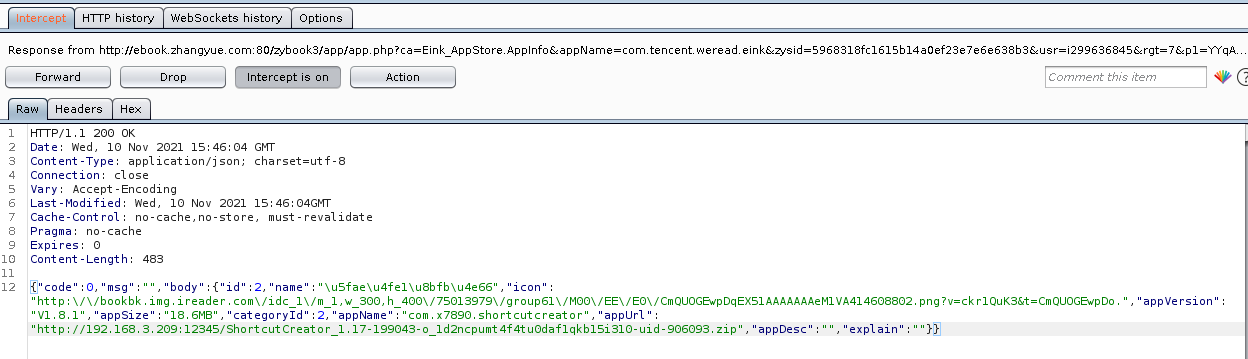 Intercept HTTP history WebSockets history Options
Response from http://ebook.zhangyue.com:80/zybook3/app/app.php?ca=Eink_AppStore.AppInfo&appName=com.tencent.weread.eink&zysid=5968318fc1615b14a0ef23e7e6e638b3&usr=i299636845&rgt=7&p1=YYqA...
Forward Drop Intercept is on Action Comment this item ?
Raw Headers Hex
1 HTTP/1.1 200 OK
2 Date: Wed, 10 Nov 2021 15:46:04 GMT
3 Content-Type: application/json; charset=utf-8
4 Connection: close
5 Vary: Accept-Encoding
6 Last-Modified: Wed, 10 Nov 2021 15:46:04GMT
7 Cache-Control: no-cache,no-store, must-revalidate
8 Pragma: no-cache
9 Expires: 0
10 Content-Length: 483
11
12 {"code":0,"msg":"","body":{"id":2,"name":"\u5fae\u4fe1\u8bfb\u4e66","icon":
"http:\/\/bookbk.img.ireader.com\/idc_1\/m_1,w_300,h_400\/75013979\/group61\/M00\/EE\/E0\/CmQUOGEwpDqEX51AAAAAAAeM1VA414608802.png?v=ckr1QuK3&t=CmQUOGEwpDo.","appVersion":
"V1.8.1","appSize":"18.6MB","categoryId":2,"appName":"com.x7890.shortcutcreator","appUrl":
"http://192.168.3.209:12345/ShortcutCreator_1.17-199043-o_1d2ncpumt4f4tu0daf1qkb15i310-uid-906093.zip","appDesc":"","explain":""}}